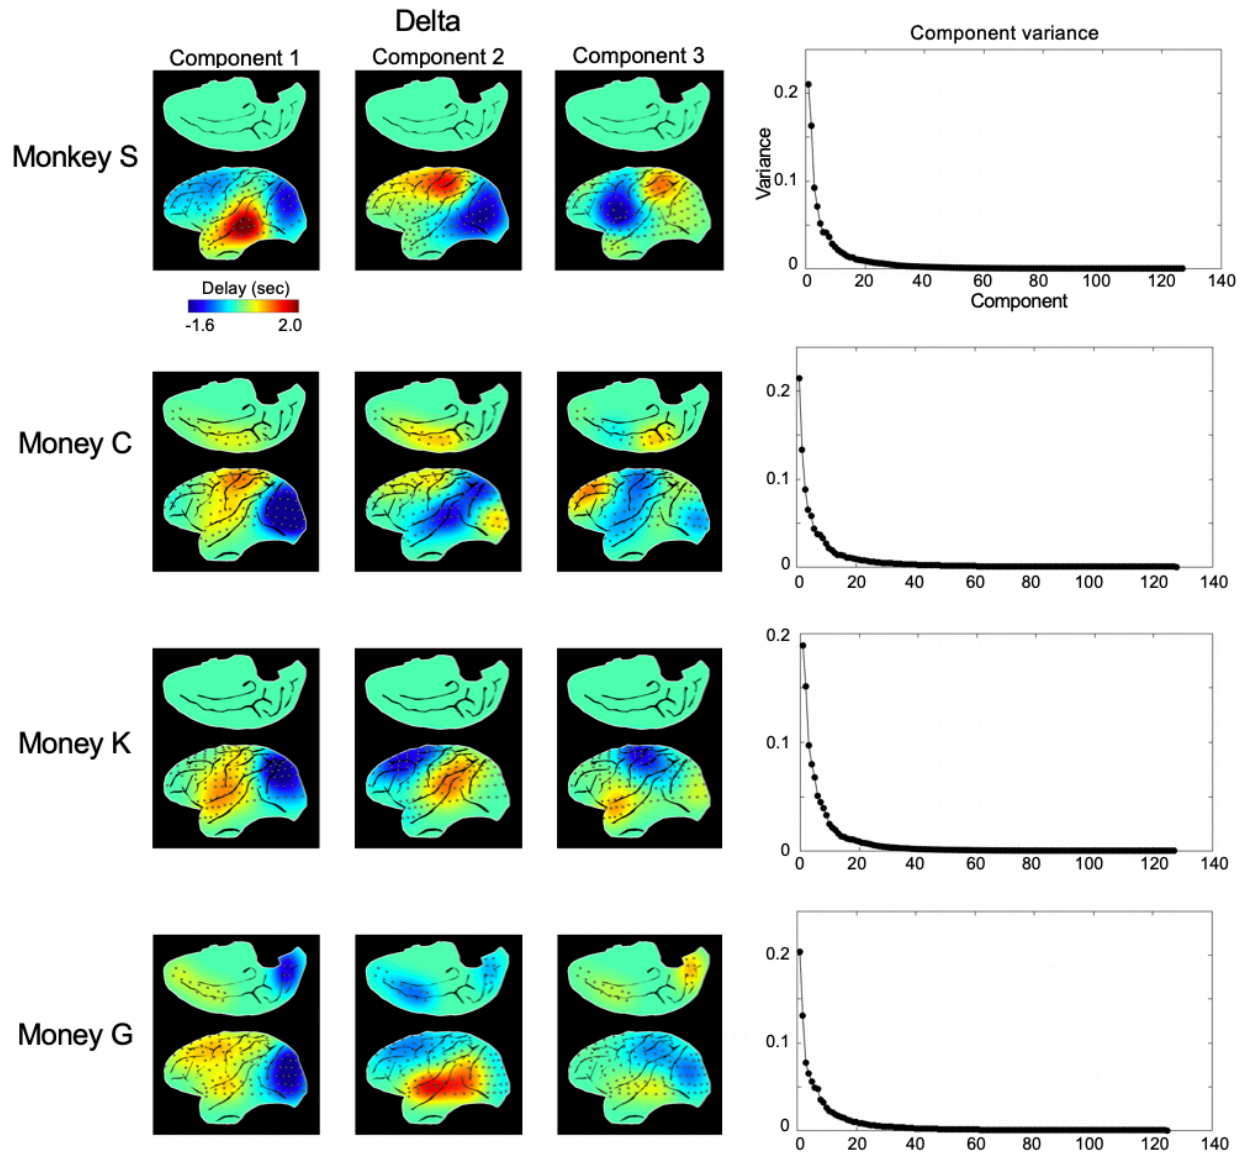 Delta
Component 1 Component 2 Component 3 Component variance
Monkey S
Variance
0.2
0.1
0
0 20 40 60 80 100 120 140
Component
Delay (sec)
-1.6 2.0
Money C
0.2
0.1
0
0 20 40 60 80 100 120 140
Money K
0.2
0.1
0
0 20 40 60 80 100 120 140
Money G
0.2
0.1
0
0 20 40 60 80 100 120 140